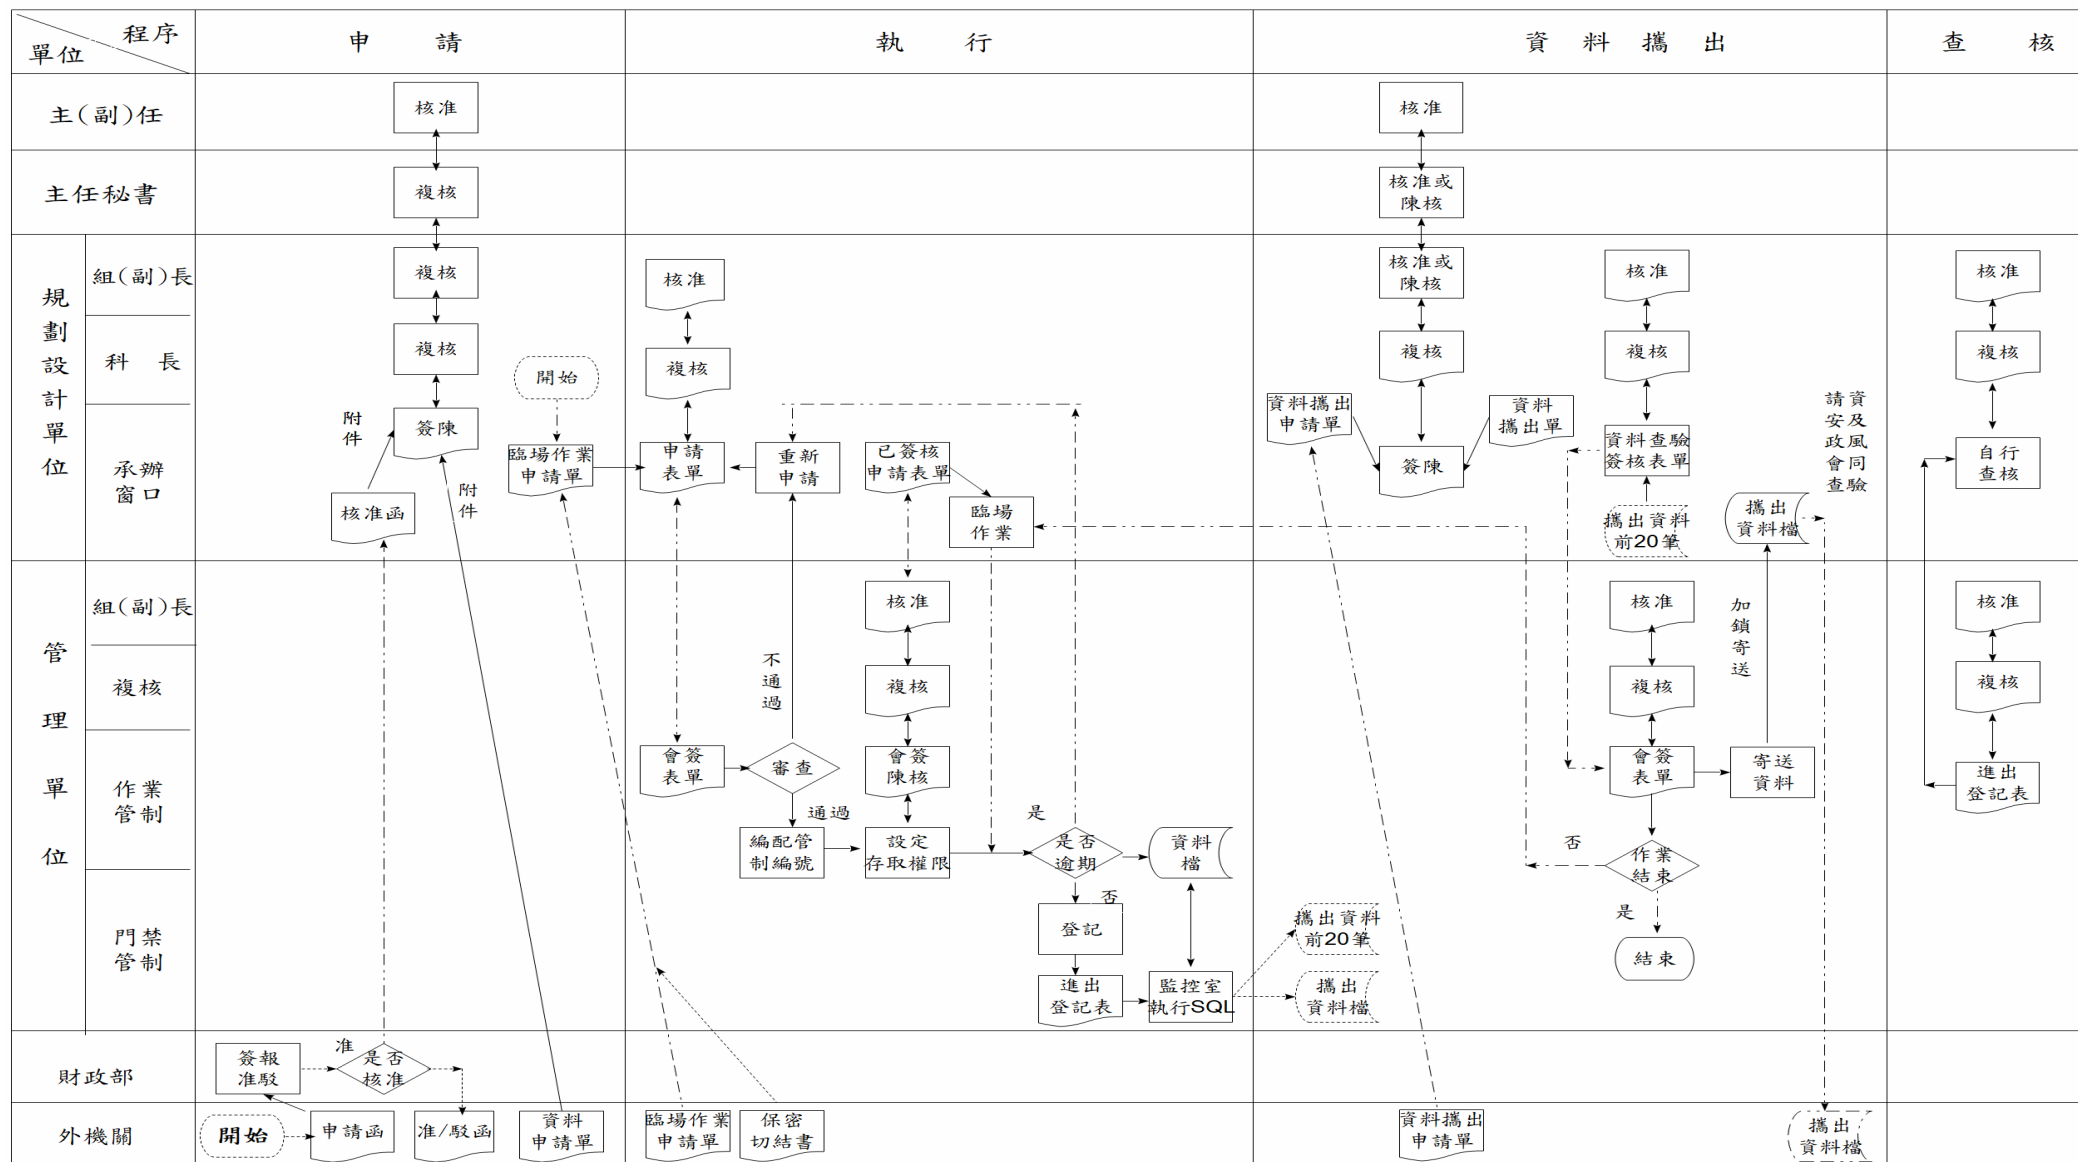 程序
單位
申請
執行
資料攜出
查核
主(副)任
核准
核准
主任秘書
複核
核准或
陳核
規劃設計單位
組(副)長
複核
核准
核准或
陳核
核准
核准
科長
複核
開始
複核
複核
複核
複核
承辦
窗口
附件
簽陳
附件
核准函
臨場作業
申請單
申請
表單
重新
申請
已簽核
申請表單
臨場
作業
資料攜出
申請單
簽陳
資料
攜出單
資料查驗
簽核表單
攜出資料
前20筆
攜出
資料檔
請資
安及
政風
會同
查驗
自行
查核
管理單位
組(副)長
核准
核准
加鎖寄送
核准
複核
不通過
複核
複核
複核
作業
管制
會簽
表單
審查
會簽
陳核
會簽
表單
寄送
資料
進出
登記表
通過
編配管
制編號
設定
存取權限
是
是否
逾期
資料
檔
否
作業
結束
門禁
管制
否
登記
進出
登記表
監控室
執行SQL
攜出資料
前20筆
攜出
資料檔
是
結束
財政部
簽報
准駁
准
是否
核准
外機關
開始
申請函
准/駁函
資料
申請單
臨場作業
申請單
保密
切結書
資料攜出
申請單
攜出
資料檔